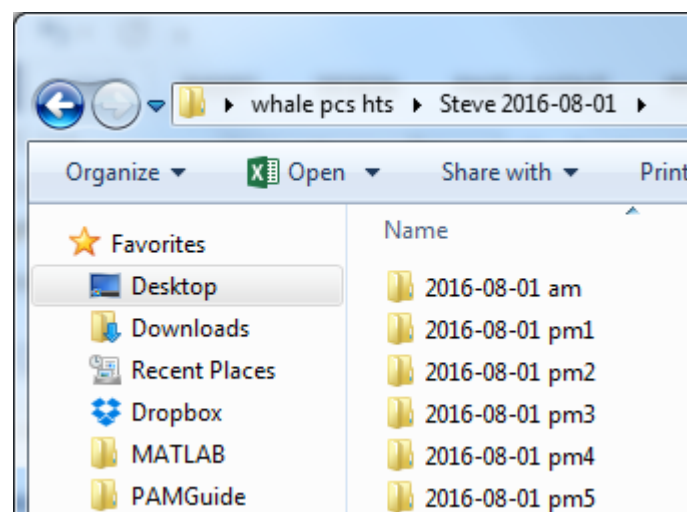 whale pcs hts Steve 2016-08-01
Organize Open Share with Print
Favorites
Desktop
Downloads
Recent Places
Dropbox
MATLAB
PAMGuide
Name
2016-08-01 am
2016-08-01 pm1
2016-08-01 pm2
2016-08-01 pm3
2016-08-01 pm4
2016-08-01 pm5